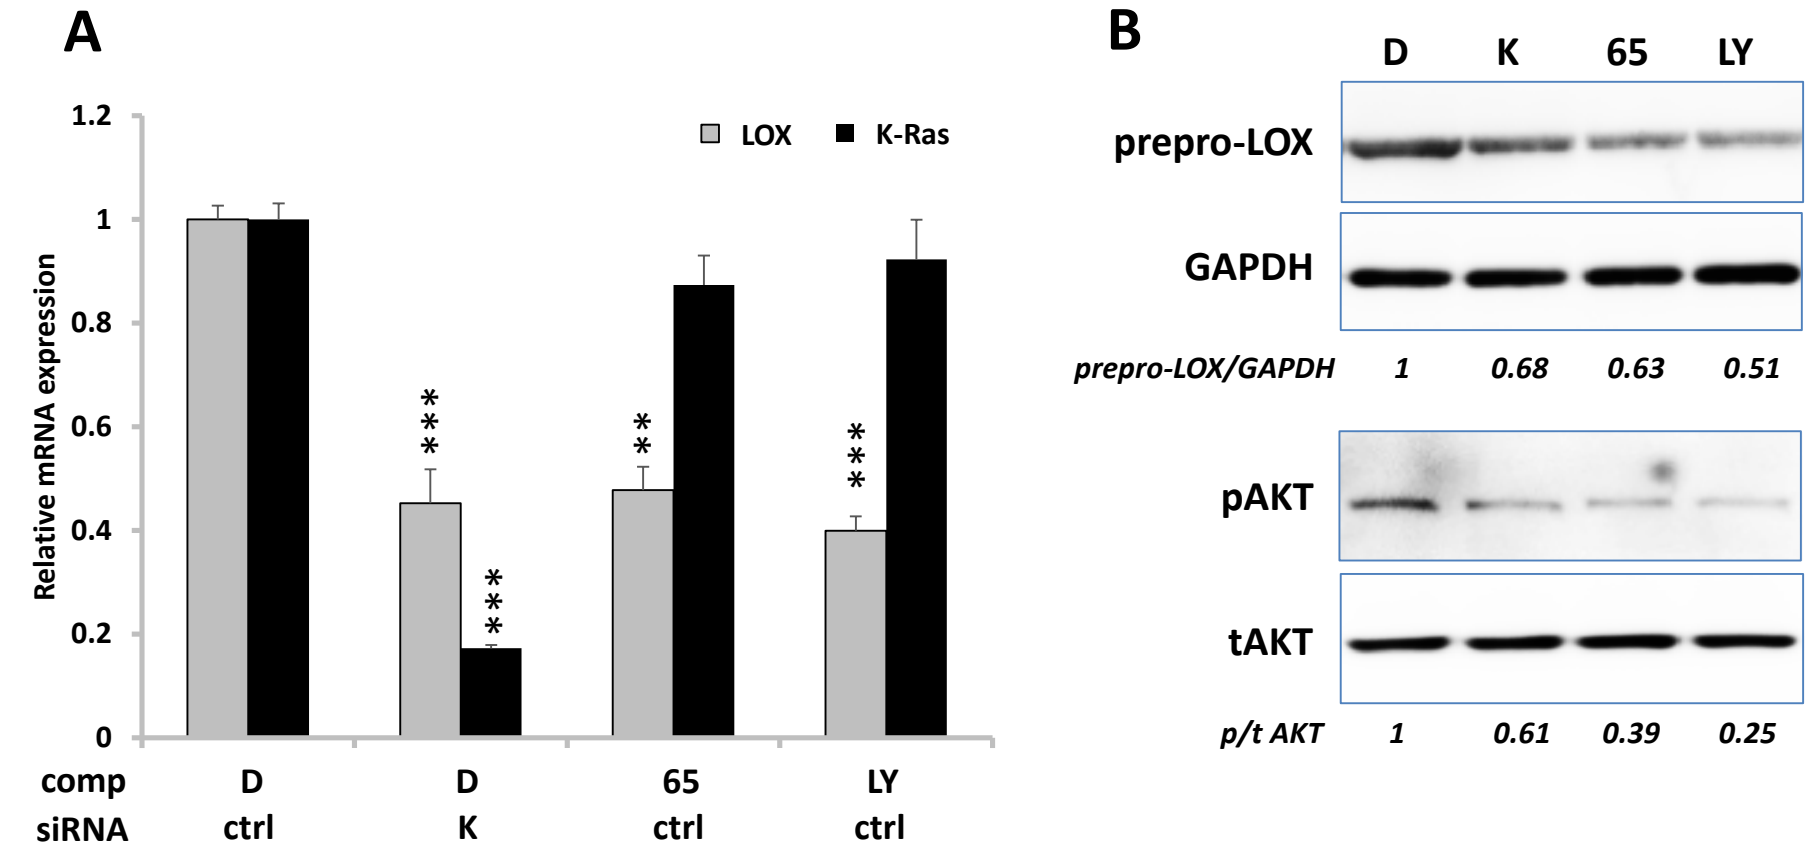 A
1.2
1
0.8
0.6
0.4
0.2
0
Relative mRNA expression
LOX K-Ras
***
***
**
***
comp D D 65 LY
siRNA ctrl K ctrl ctrl
B
D K 65 LY
prepro-LOX
GAPDH
prepro-LOX/GAPDH 1 0.68 0.63 0.51
pAKT
tAKT
p/t AKT 1 0.61 0.39 0.25